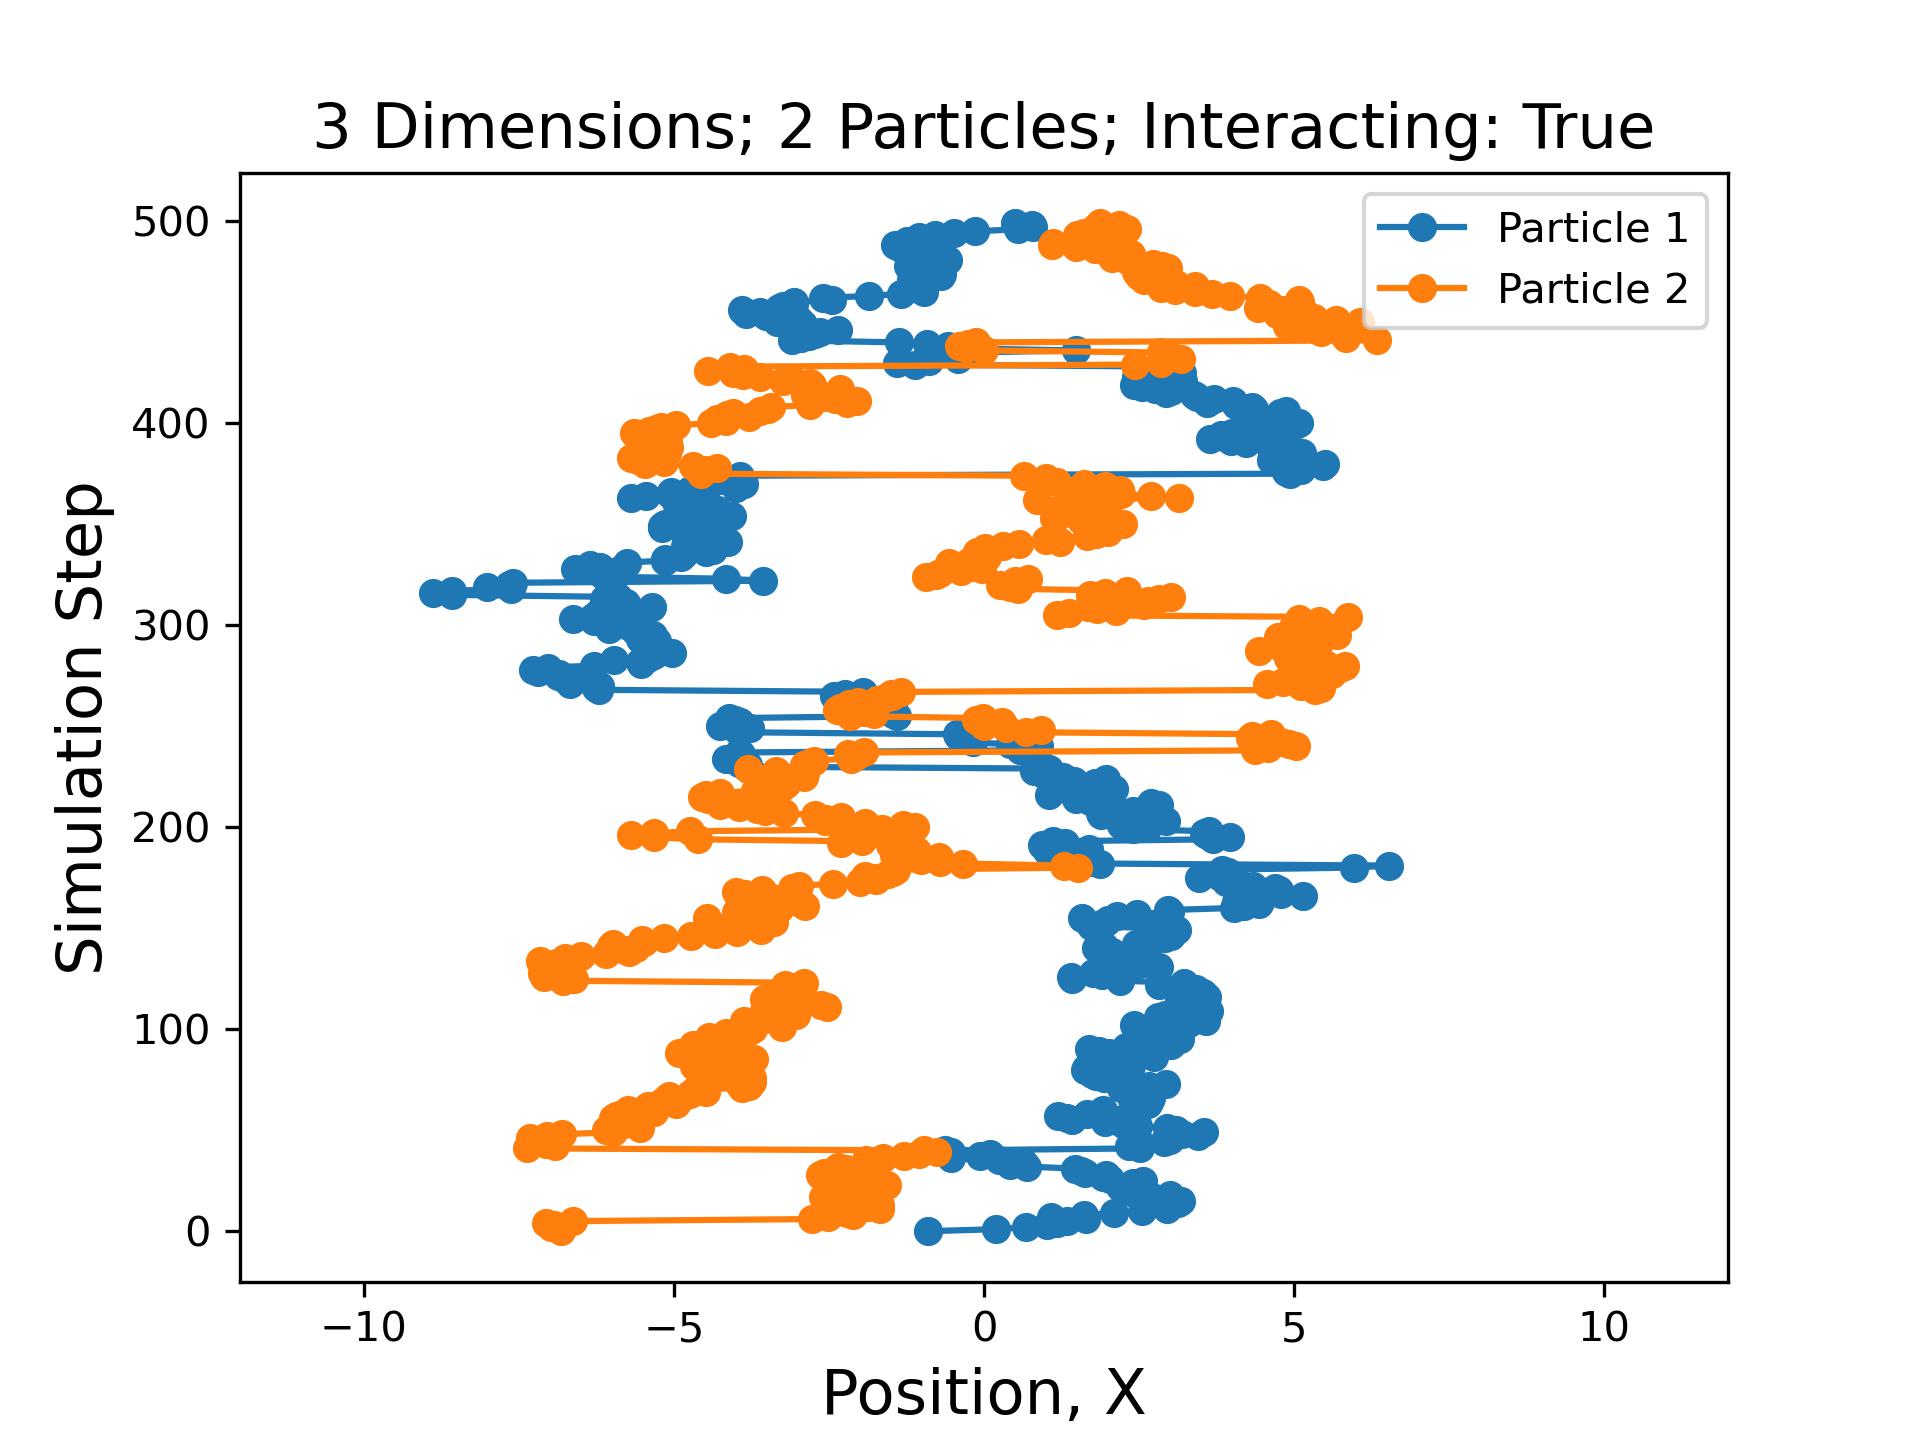 3 Dimensions; 2 Particles; Interacting: True
Particle 1
Particle 2
Simulation Step
500
400
300
200
100
0
−10
−5
0
5
10
Position, X